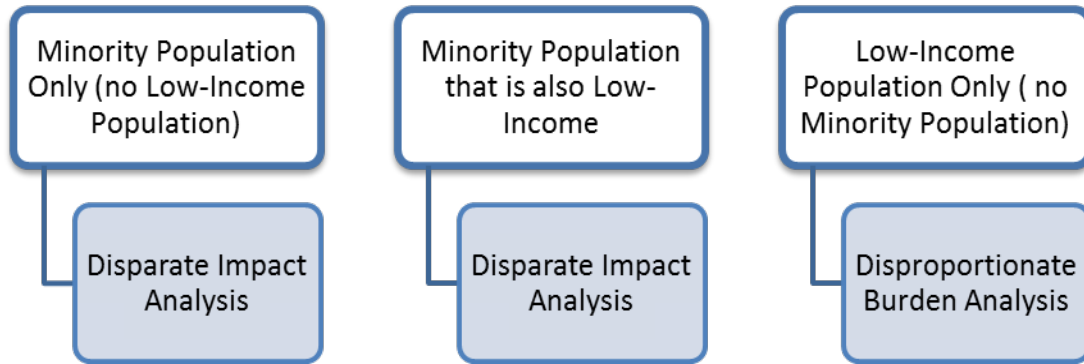 Minority Population
Only (no Low-Income
Population)
Disparate Impact
Analysis
Minority Population
that is also Low-
Income
Disparate Impact
Analysis
Low-Income
Population Only ( no
Minority Population)
Disproportionate
Burden Analysis